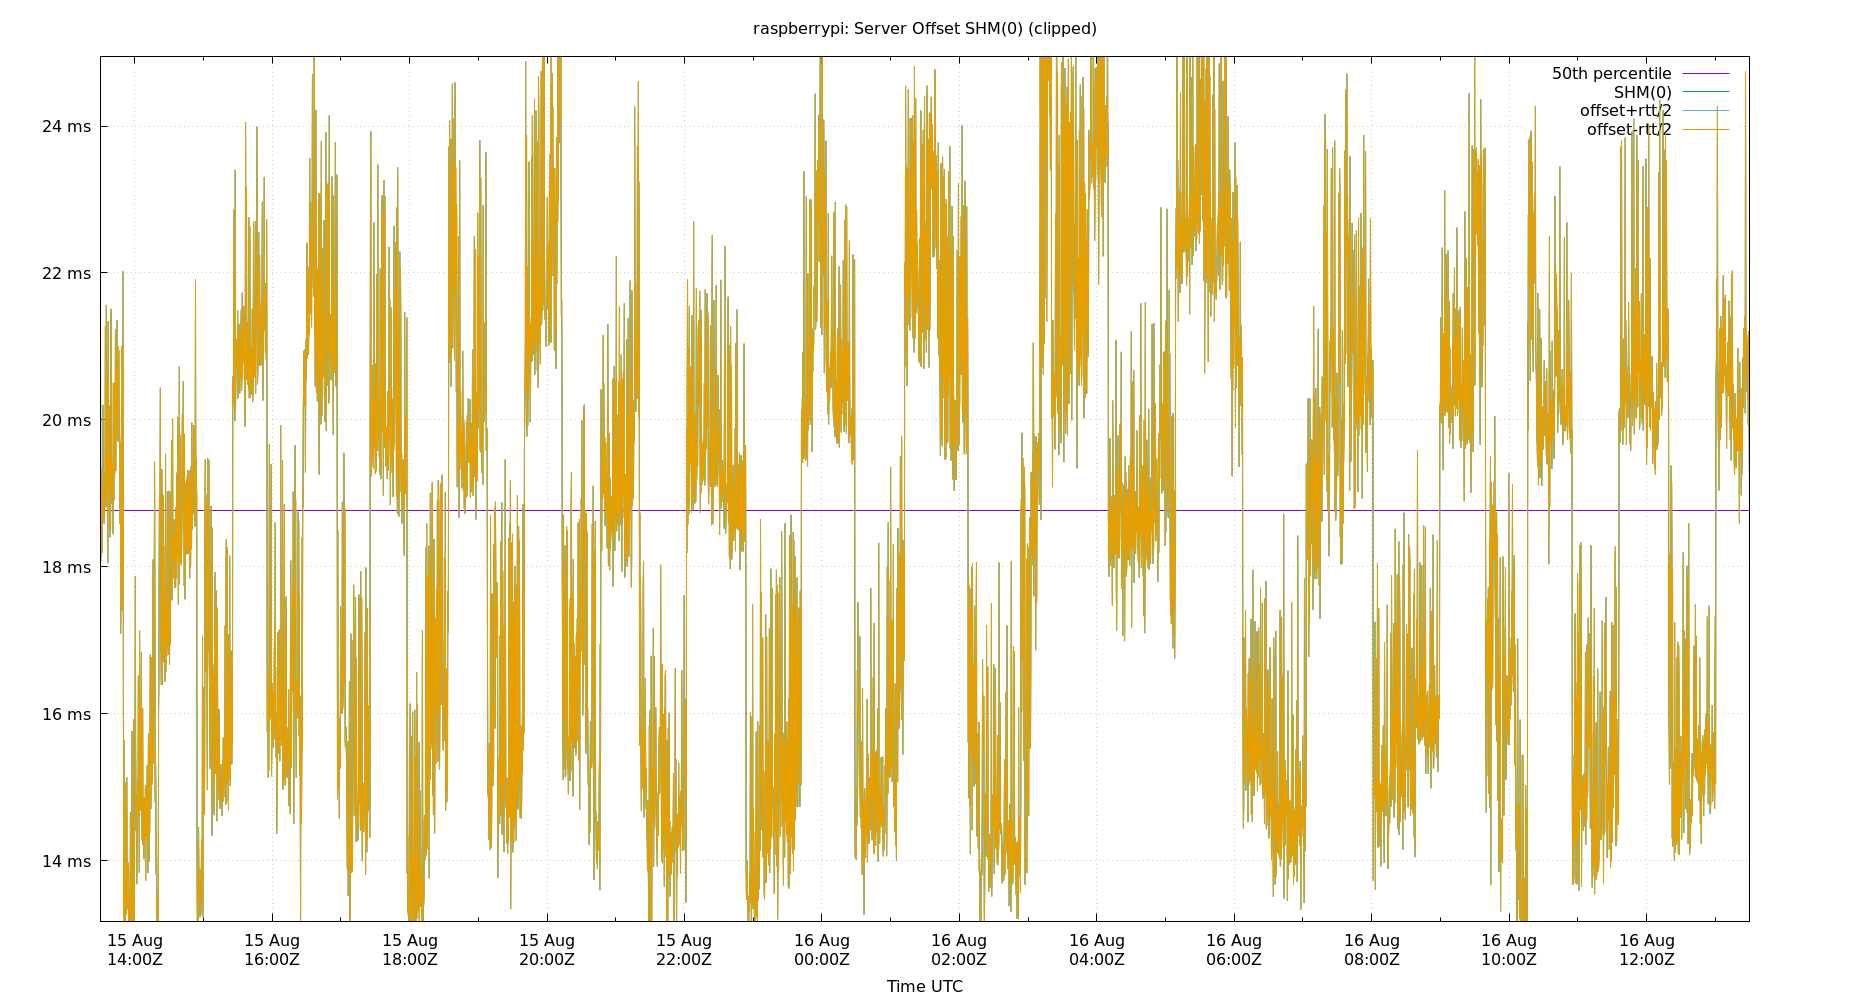 raspberrypi: Server Offset SHM(0) (clipped)
50th percentile
SHM(0)
offset+rtt/2
offset-rtt/2
24 ms
22 ms
20 ms
18 ms
16 ms
14 ms
15 Aug 15 Aug 15 Aug 15 Aug 15 Aug 16 Aug 16 Aug 16 Aug 16 Aug 16 Aug 16 Aug 16 Aug
14:00Z 16:00Z 18:00Z 20:00Z 22:00Z 00:00Z 02:00Z 04:00Z 06:00Z 08:00Z 10:00Z 12:00Z
Time UTC